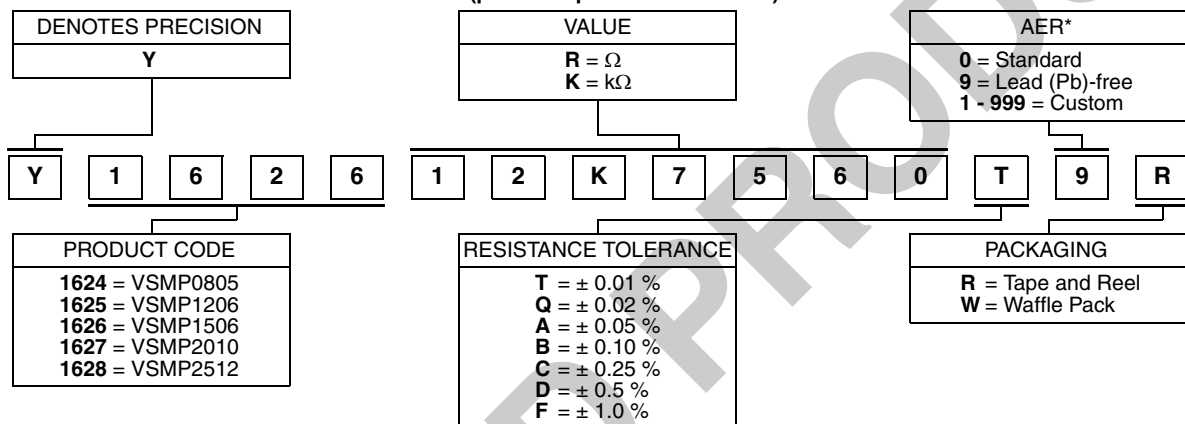 DENOTES PRECISION
Y
VALUE
R = Ω
K = kΩ
AER*
0 = Standard
9 = Lead (Pb)-free
1 - 999 = Custom
Y 1 6 2 6 1 2 K 7 5 6 0 T 9 R
PRODUCT CODE
1624 = VSMP0805
1625 = VSMP1206
1626 = VSMP1506
1627 = VSMP2010
1628 = VSMP2512
RESISTANCE TOLERANCE
T = ± 0.01 %
Q = ± 0.02 %
A = ± 0.05 %
B = ± 0.10 %
C = ± 0.25 %
D = ± 0.5 %
F = ± 1.0 %
PACKAGING
R = Tape and Reel
W = Waffle Pack